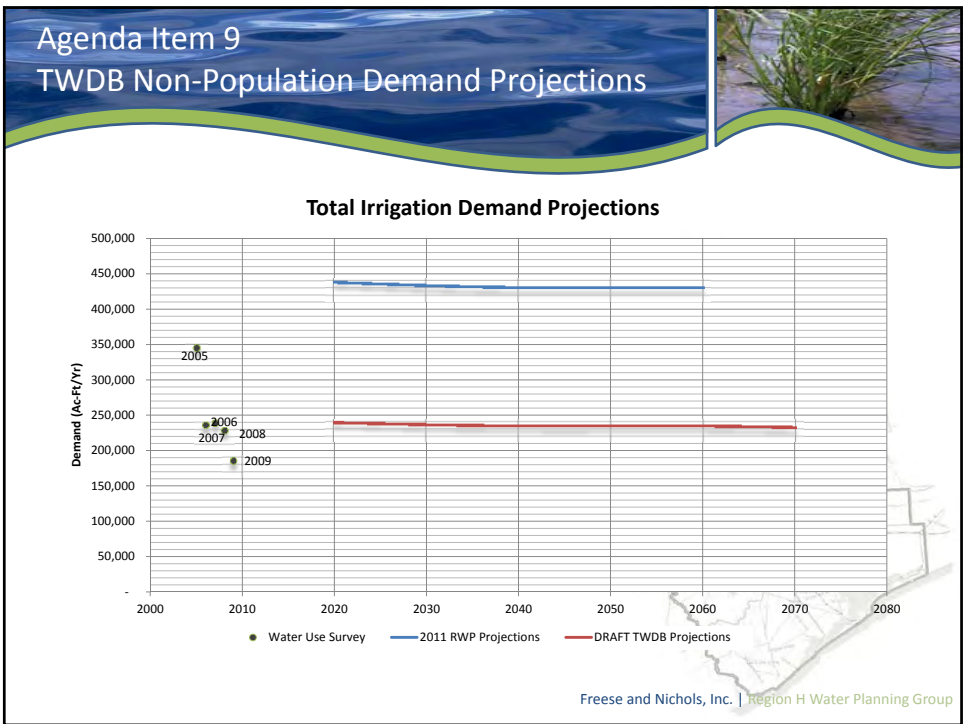 Agenda Item 9
TWDB Non-Population Demand Projections
Total Irrigation Demand Projections
Demand (Ac-Ft/Yr)
500,000
450,000
400,000
350,000
300,000
250,000
200,000
150,000
100,000
50,000
-
2005
2006
2007
2008
2009
2000 2010 2020 2030 2040 2050 2060 2070 2080
Water Use Survey 2011 RWP Projections DRAFT TWDB Projections
Freese and Nichols, Inc. | Region H Water Planning Group